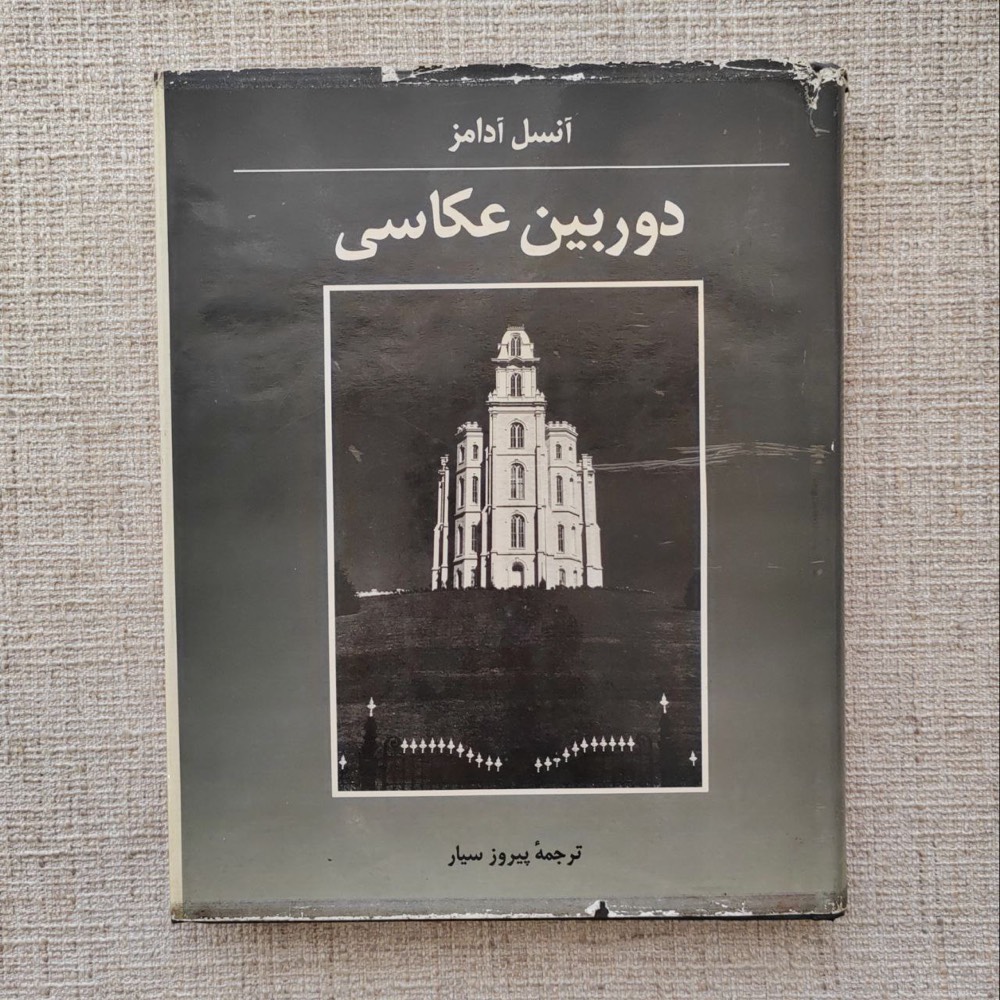 آنسل آدامز
دوربین عکاسی
ترجمهٔ پیروز سیار